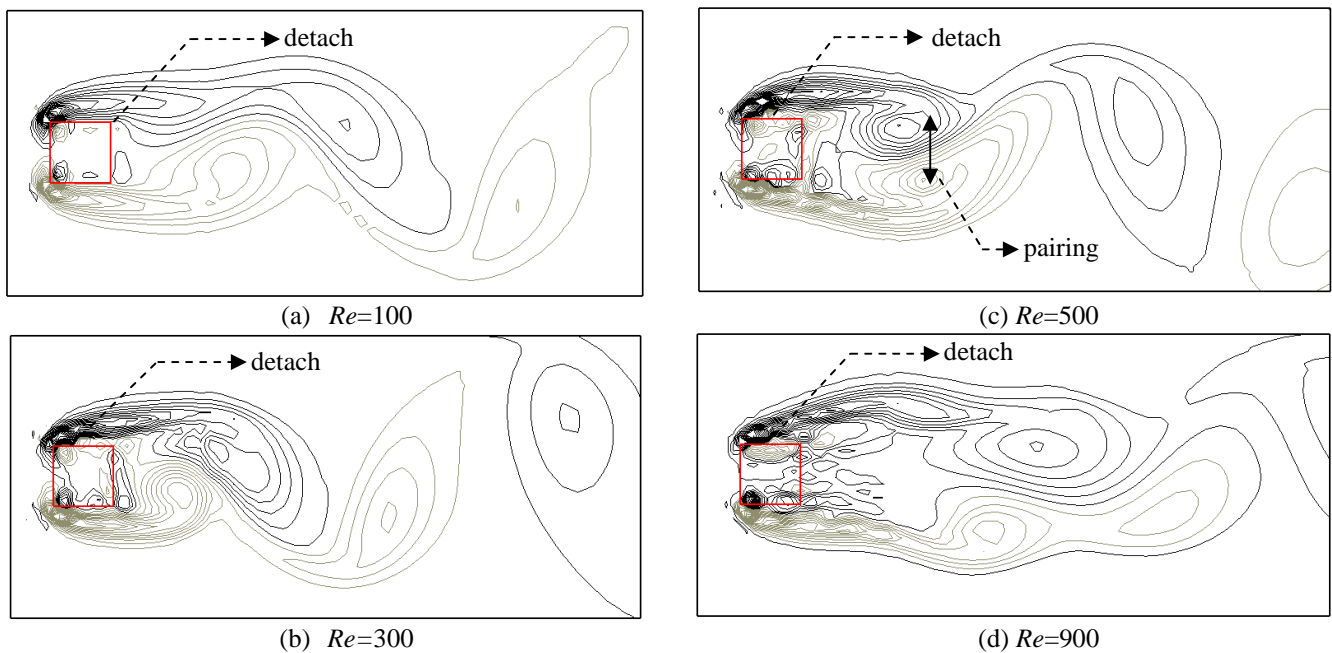 detach
(a) Re=100
detach
pairing
(c) Re=500
detach
(b) Re=300
detach
(d) Re=900